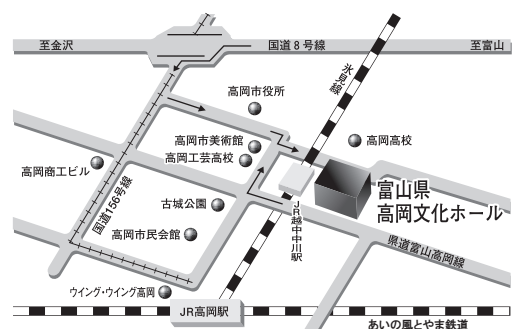 至金沢
国道8号線
至富山
氷見線
高岡市役所
高岡市美術館
高岡工芸高校
高岡高校
高岡商工ビル
国道156号線
古城公園
高岡市民会館
JR越中中川駅
富山県
高岡文化ホール
県道富山高岡線
ウイング・ウイング高岡
JR高岡駅
あいの風とやま鉄道